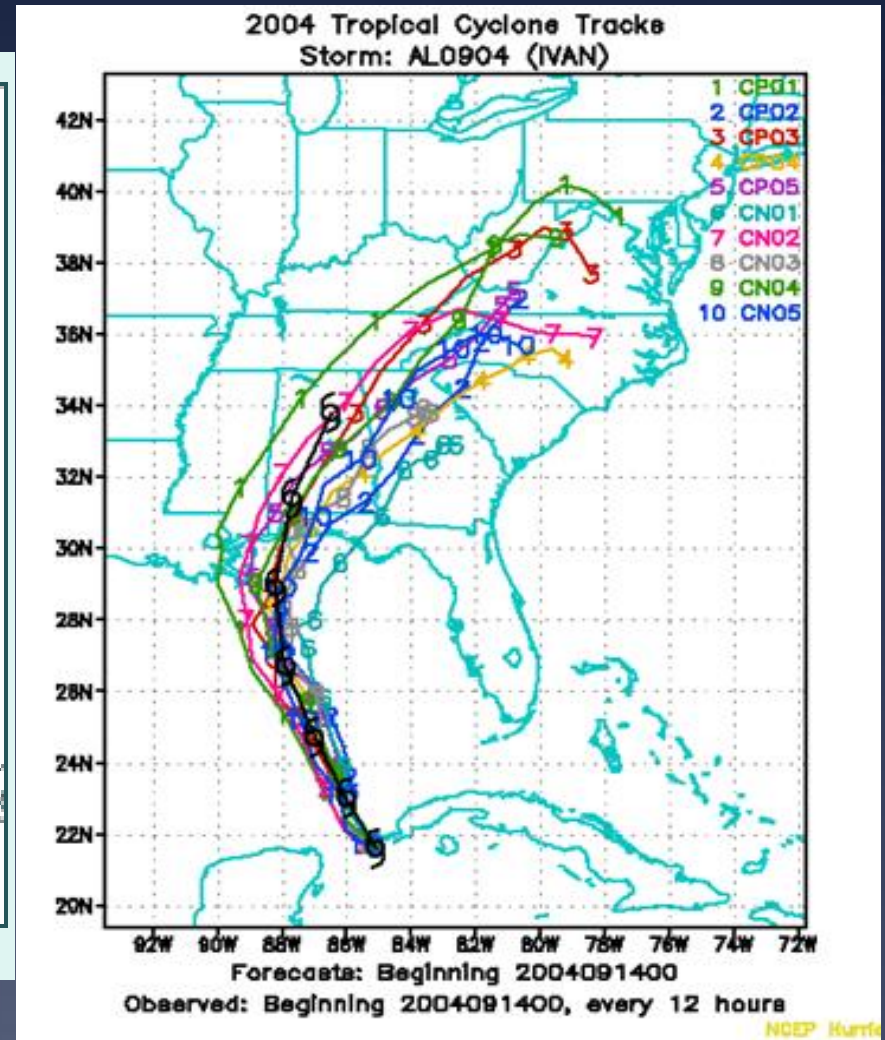 2004 Tropical Cyclone Tracks
Storm: AL0904 (IVAN)
1 CP01
2 CP02
3 CP03
4 CP04
5 CP05
6 CN01
7 CN02
8 CN03
9 CN04
10 CN05
42N
40N
38N
36N
34N
32N
30N
28N
26N
24N
22N
20N
92W 90W 88W 86W 84W 82W 80W 78W 76W 74W 72W
Forecasts: Beginning 2004091400
Observed: Beginning 2004091400, every 12 hours
NCEP